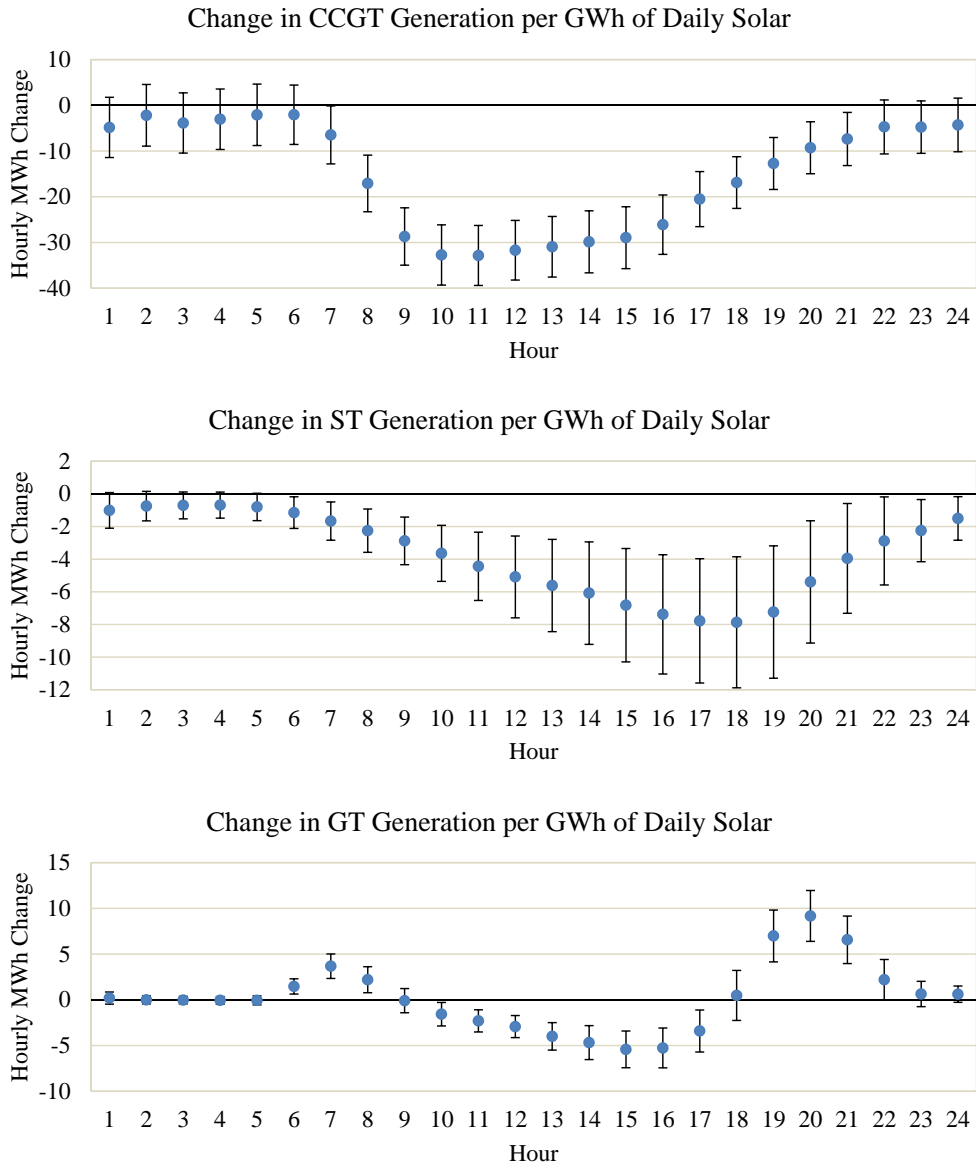 Change in CCGT Generation per GWh of Daily Solar
Hourly MWh Change
10
0
-10
-20
-30
-40
1 2 3 4 5 6 7 8 9 10 11 12 13 14 15 16 17 18 19 20 21 22 23 24
Hour
Change in ST Generation per GWh of Daily Solar
Hourly MWh Change
2
0
-2
-4
-6
-8
-10
-12
1 2 3 4 5 6 7 8 9 10 11 12 13 14 15 16 17 18 19 20 21 22 23 24
Hour
Change in GT Generation per GWh of Daily Solar
Hourly MWh Change
15
10
5
0
-5
-10
1 2 3 4 5 6 7 8 9 10 11 12 13 14 15 16 17 18 19 20 21 22 23 24
Hour